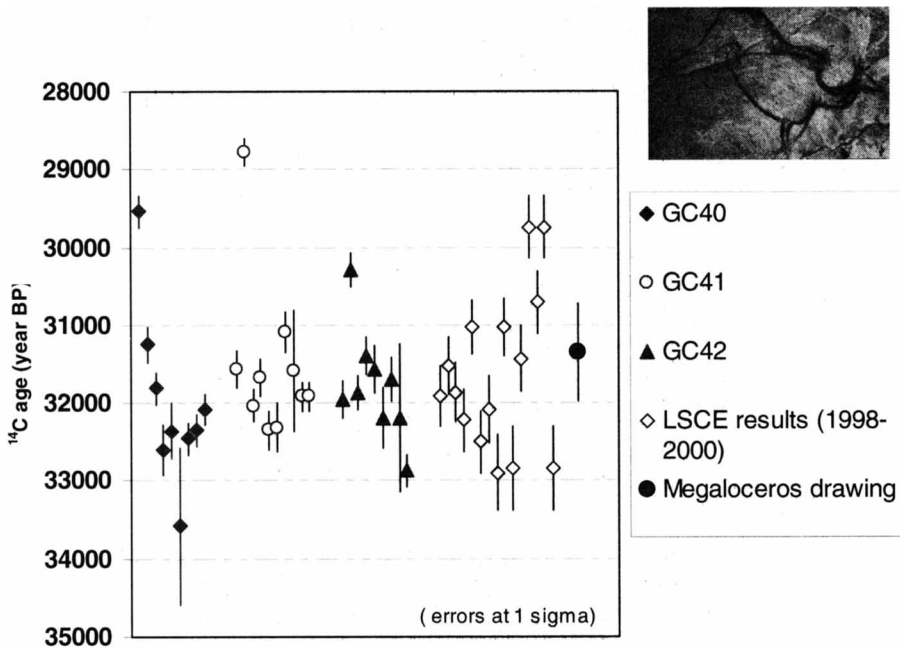 28000
29000
30000
31000
32000
33000
34000
35000
¹⁴C age (year BP)
( errors at 1 sigma)
GC40
GC41
GC42
LSCE results (1998-
2000)
Megaloceros drawing